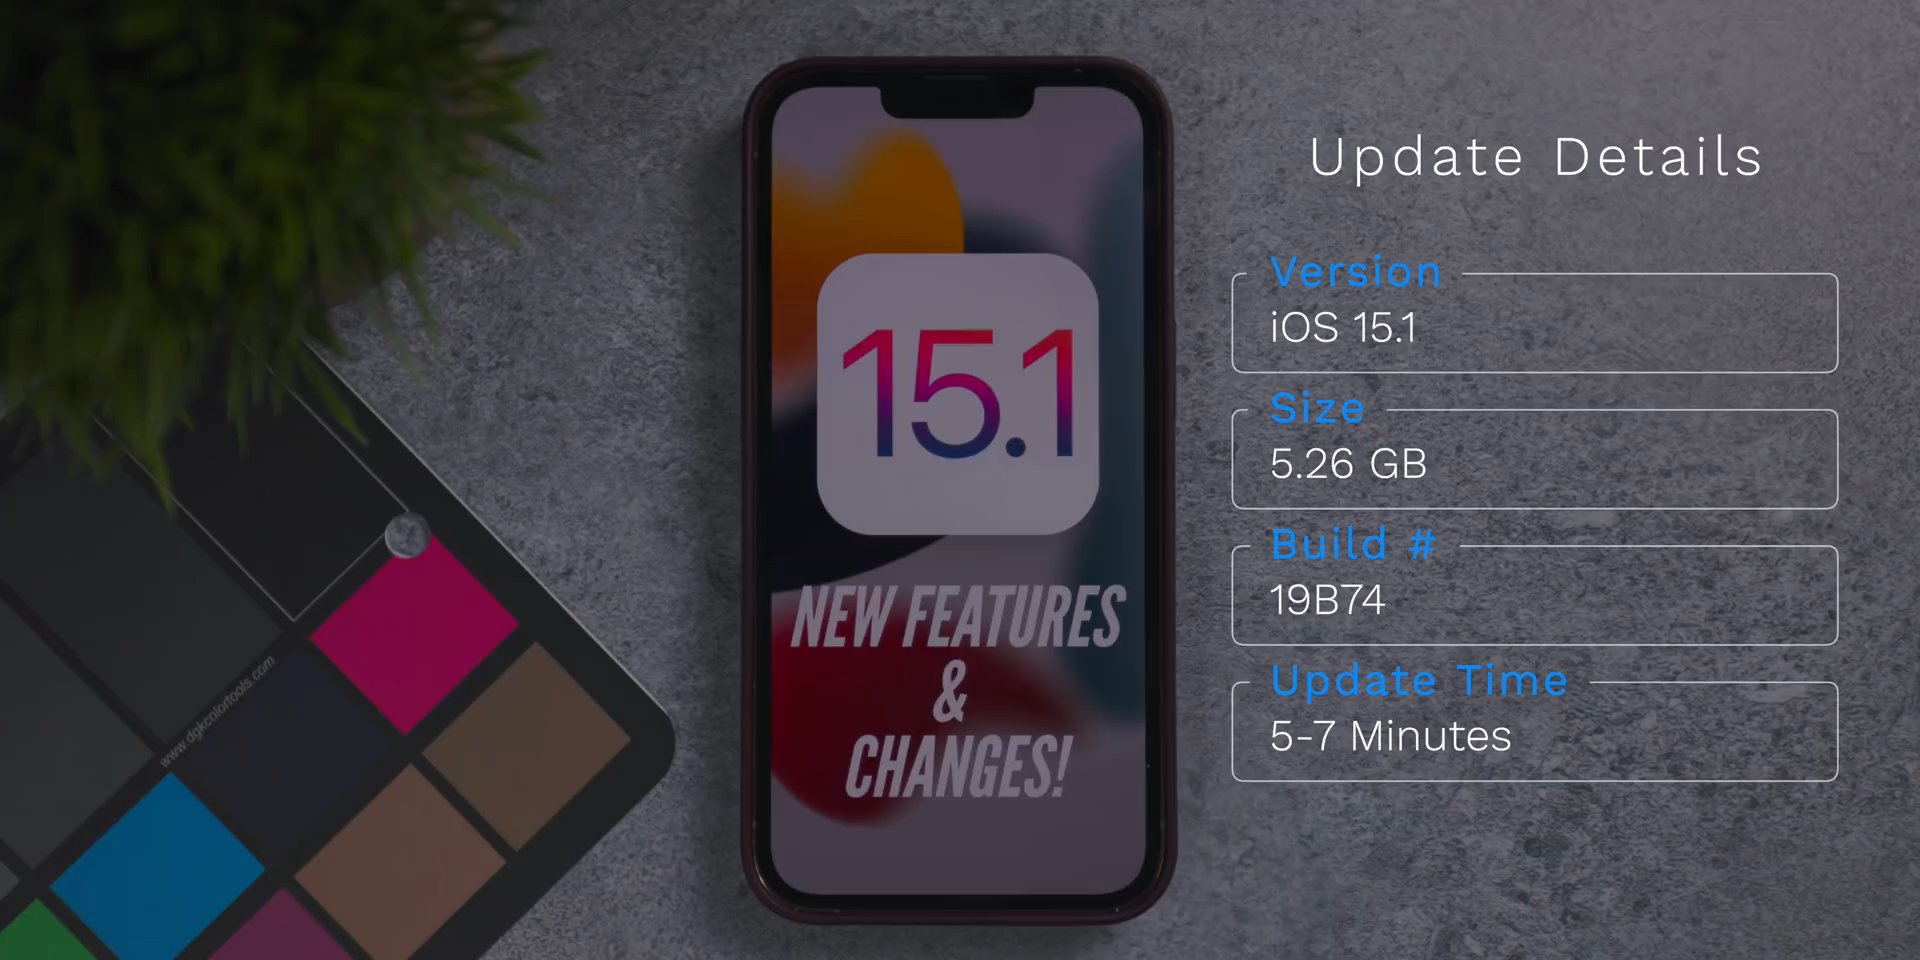 15.1
NEW FEATURES
&
CHANGES!
Update Details
Version
iOS 15.1
Size
5.26 GB
Build #
19B74
Update Time
5-7 Minutes
www.dgkcolortools.com